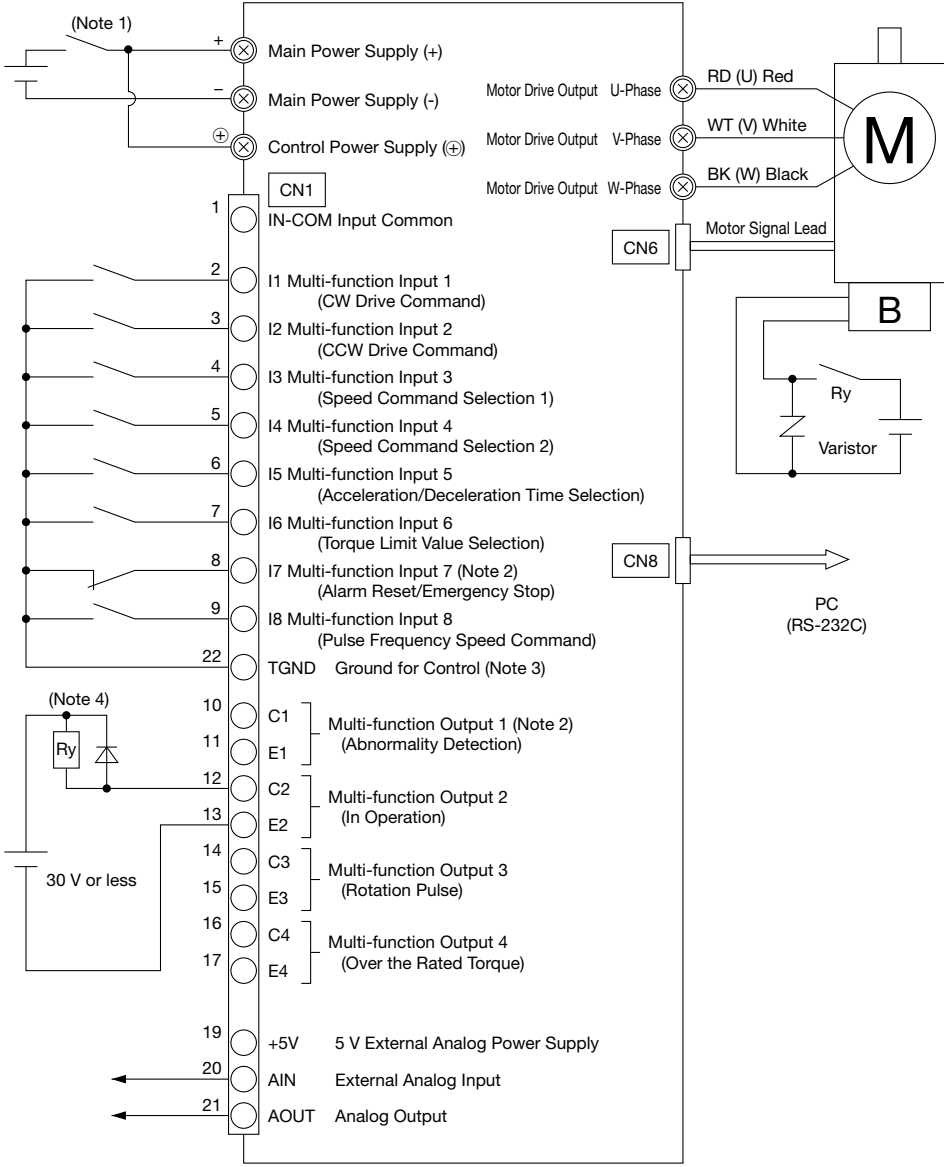 (Note 1)
+
Main Power Supply (+)
−
Main Power Supply (-)
⊕
Control Power Supply (⊕)
Motor Drive Output U-Phase
RD (U) Red
Motor Drive Output V-Phase
WT (V) White
Motor Drive Output W-Phase
BK (W) Black
M
CN1
1
IN-COM Input Common
CN6
Motor Signal Lead
B
Ry
Varistor
2
I1 Multi-function Input 1
(CW Drive Command)
3
I2 Multi-function Input 2
(CCW Drive Command)
4
I3 Multi-function Input 3
(Speed Command Selection 1)
5
I4 Multi-function Input 4
(Speed Command Selection 2)
6
I5 Multi-function Input 5
(Acceleration/Deceleration Time Selection)
7
I6 Multi-function Input 6
(Torque Limit Value Selection)
8
I7 Multi-function Input 7 (Note 2)
(Alarm Reset/Emergency Stop)
9
I8 Multi-function Input 8
(Pulse Frequency Speed Command)
CN8
PC
(RS-232C)
22
TGND Ground for Control (Note 3)
(Note 4)
Ry
30 V or less
10
C1
11
E1
Multi-function Output 1 (Note 2)
(Abnormality Detection)
12
C2
13
E2
Multi-function Output 2
(In Operation)
14
C3
15
E3
Multi-function Output 3
(Rotation Pulse)
16
C4
17
E4
Multi-function Output 4
(Over the Rated Torque)
19
+5V 5 V External Analog Power Supply
20
AIN External Analog Input
21
AOUT Analog Output